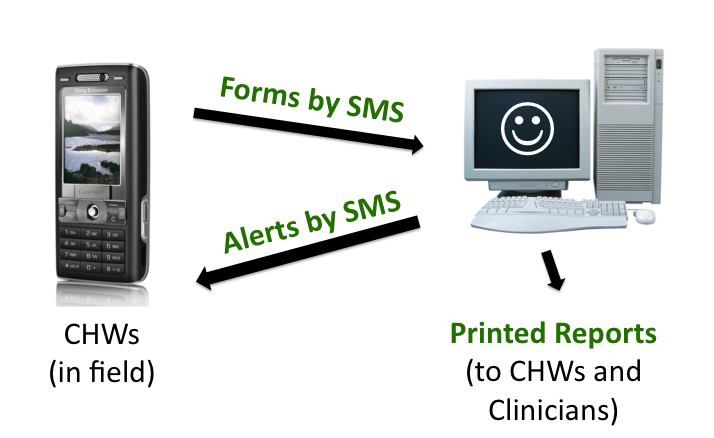 Forms by SMS
Sony Ericsson
Alerts by SMS
CHWs
(in field)
Printed Reports
(to CHWs and
Clinicians)